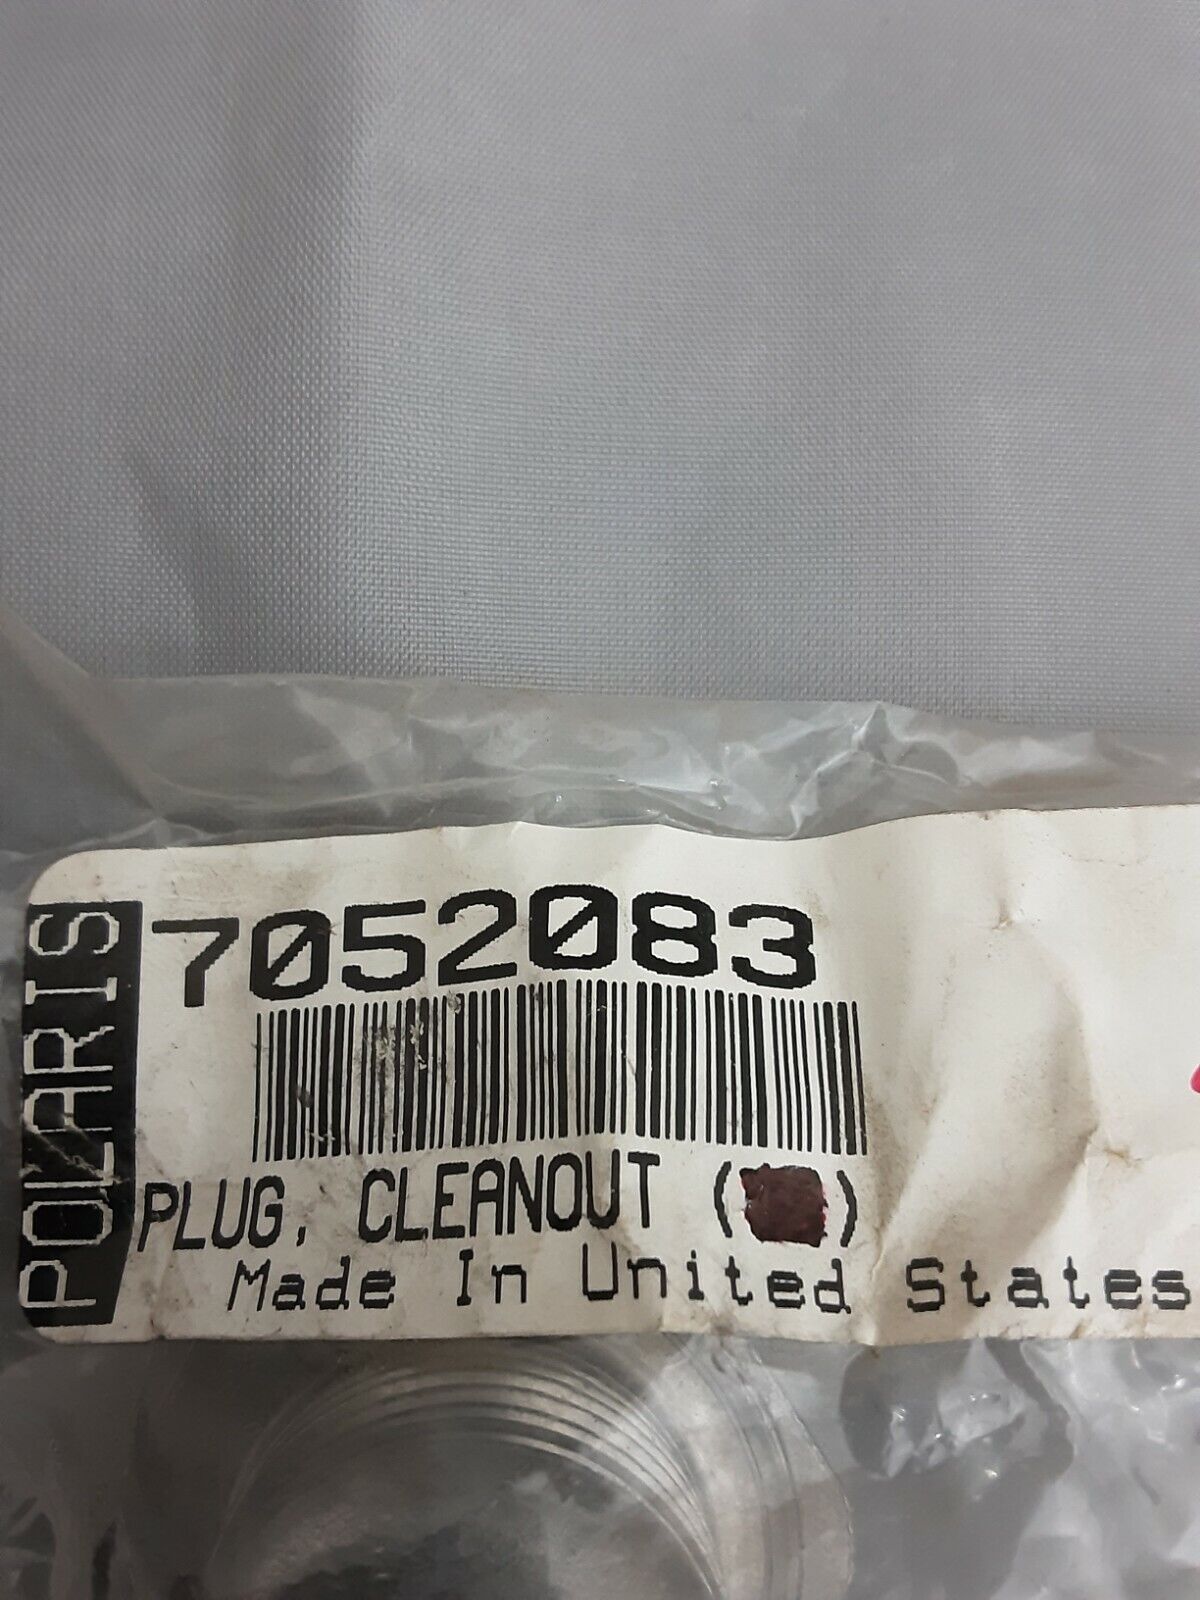 POLARIS
7052083
PLUG, CLEANOUT ( )
Made In United States